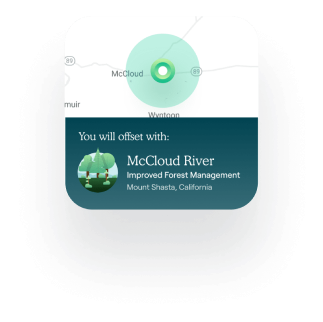 89
McCloud
89
muir
Wyntoon
You will offset with:
McCloud River
Improved Forest Management
Mount Shasta, California